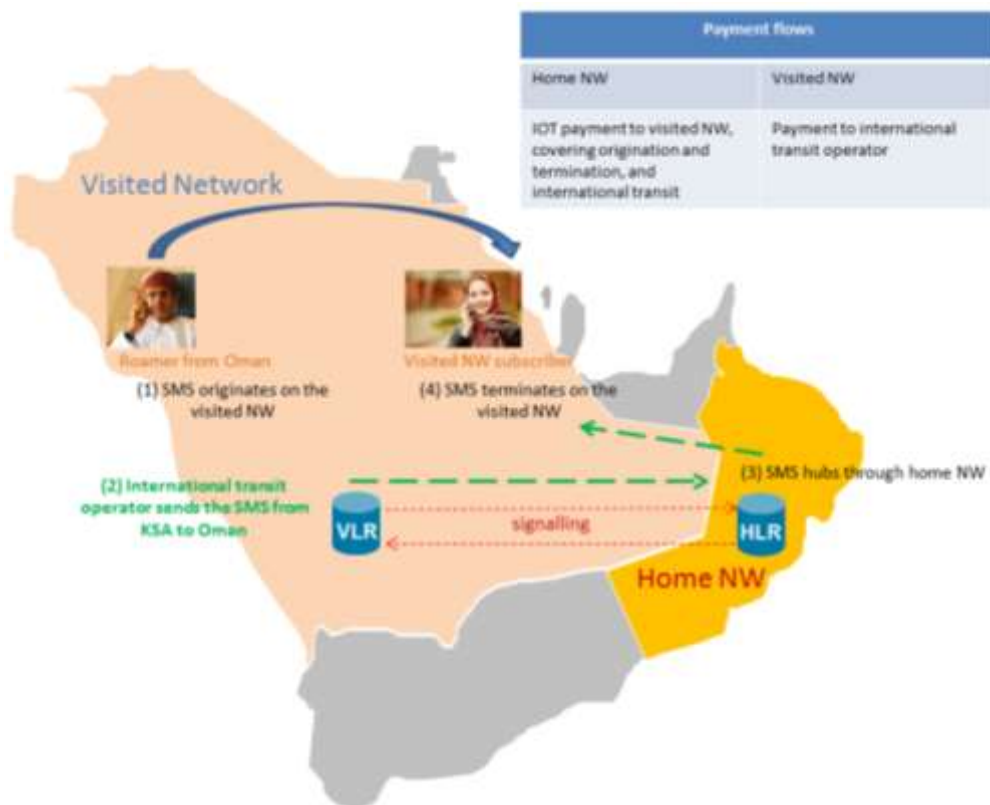 Payment flows
Home NW
Visited NW
IOT payment to visited NW,
covering origination and
termination, and
international transit
Payment to international
transit operator
Visited Network
Roamer from Oman
Visited NW subscriber
(1) SMS originates on the
visited NW
(4) SMS terminates on the
visited NW
(3) SMS hubs through home NW
(2) International transit
operator sends the SMS from
KSA to Oman
VLR
signalling
HLR
Home NW